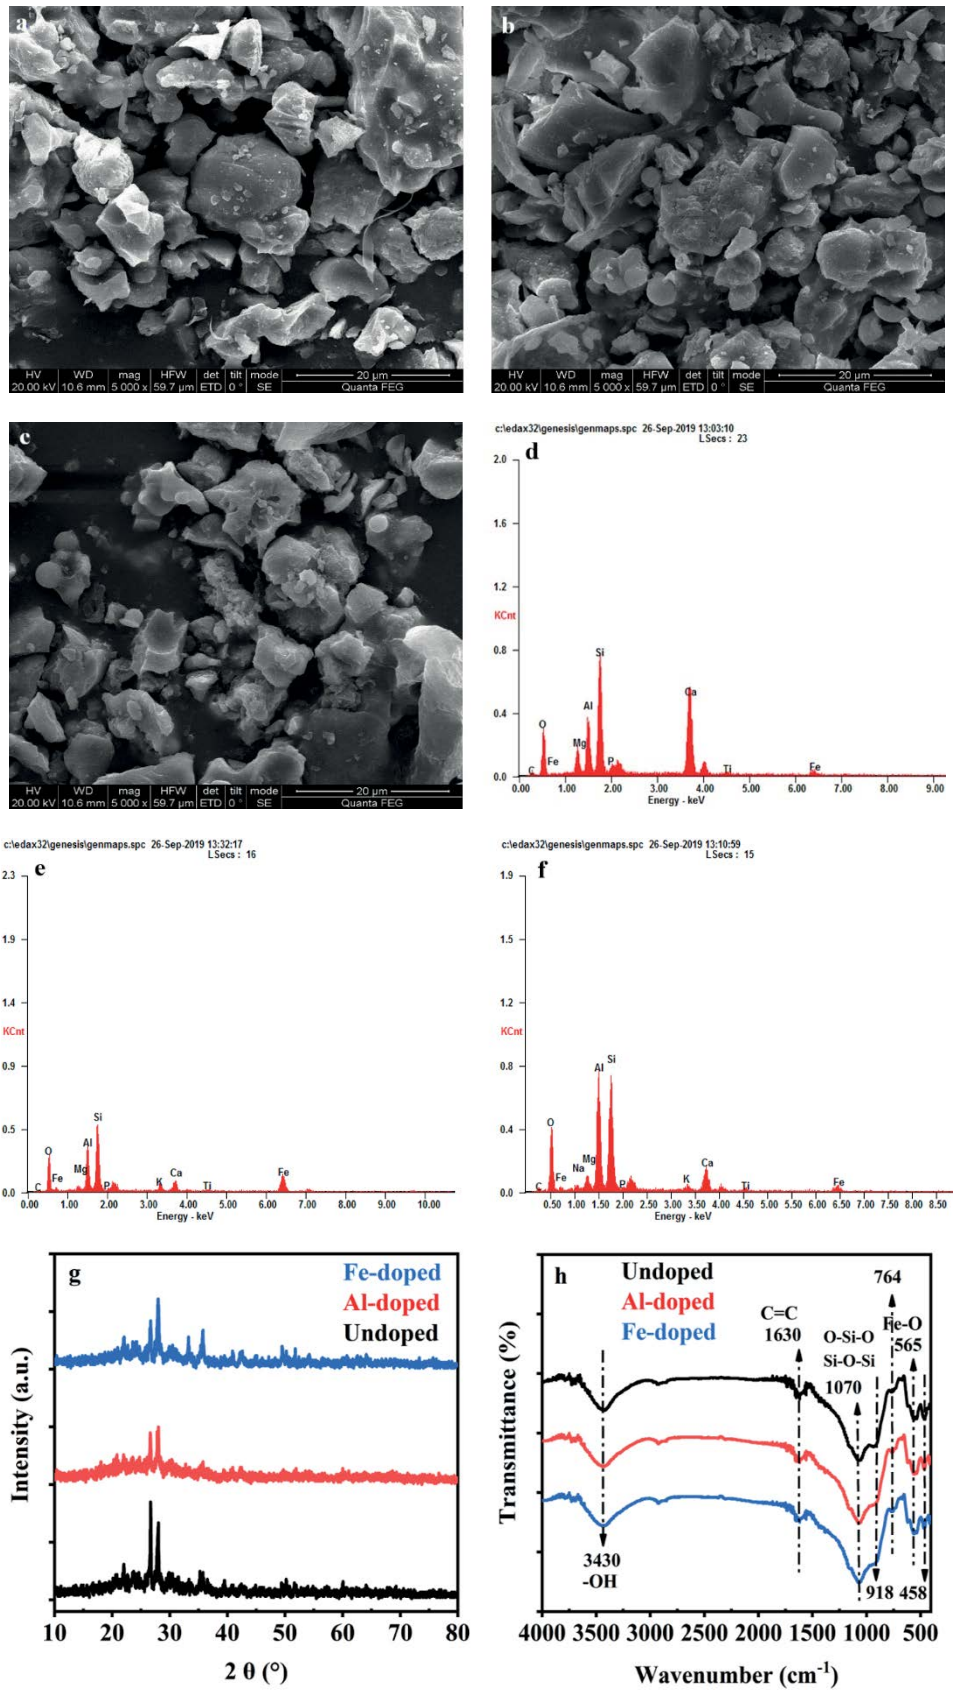 a
HV WD mag HFW det tilt mode 20 µm
20.00 kV 10.6 mm 5 000 x 59.7 µm ETD 0 ° SE Quanta FEG
b
HV WD mag HFW det tilt mode 20 µm
20.00 kV 10.6 mm 5 000 x 59.7 µm ETD 0 ° SE Quanta FEG
c
HV WD mag HFW det tilt mode 20 µm
20.00 kV 10.6 mm 5 000 x 59.7 µm ETD 0 ° SE Quanta FEG
c:\edax32\genesis\genmaps.spc 26-Sep-2019 13:03:10
LSecs : 23
d
2.0
1.6
1.2
KCnt
0.8
0.4
0.0
C O Fe Mg Al Si P Ca Ti Fe
0.00 1.00 2.00 3.00 4.00 5.00 6.00 7.00 8.00 9.0
Energy - keV
c:\edax32\genesis\genmaps.spc 26-Sep-2019 13:32:17
LSecs : 16
e
2.3
1.9
1.4
KCnt
0.9
0.5
0.0
C O Fe Mg Al Si P K Ca Ti Fe
1.00 2.00 3.00 4.00 5.00 6.00 7.00 8.00 9.00 10.00
Energy - keV
c:\edax32\genesis\genmaps.spc 26-Sep-2019 13:10:59
LSecs : 15
f
1.9
1.5
1.2
KCnt
0.8
0.4
0.0
C O Fe Na Mg Al Si P K Ca Ti Fe
0.50 1.00 1.50 2.00 2.50 3.00 3.50 4.00 4.50 5.00 5.50 6.00 6.50 7.00 7.50 8.00 8.50
Energy - keV
g
Fe-doped
Al-doped
Undoped
Intensity (a.u.)
10 20 30 40 50 60 70 80
2 θ (°)
h
Undoped
Al-doped
Fe-doped
C=C
1630
O-Si-O
Si-O-Si
1070
764
Fe-O
565
3430
-OH
918
458
Transmittance (%)
4000 3500 3000 2500 2000 1500 1000 500
Wavenumber (cm⁻¹)